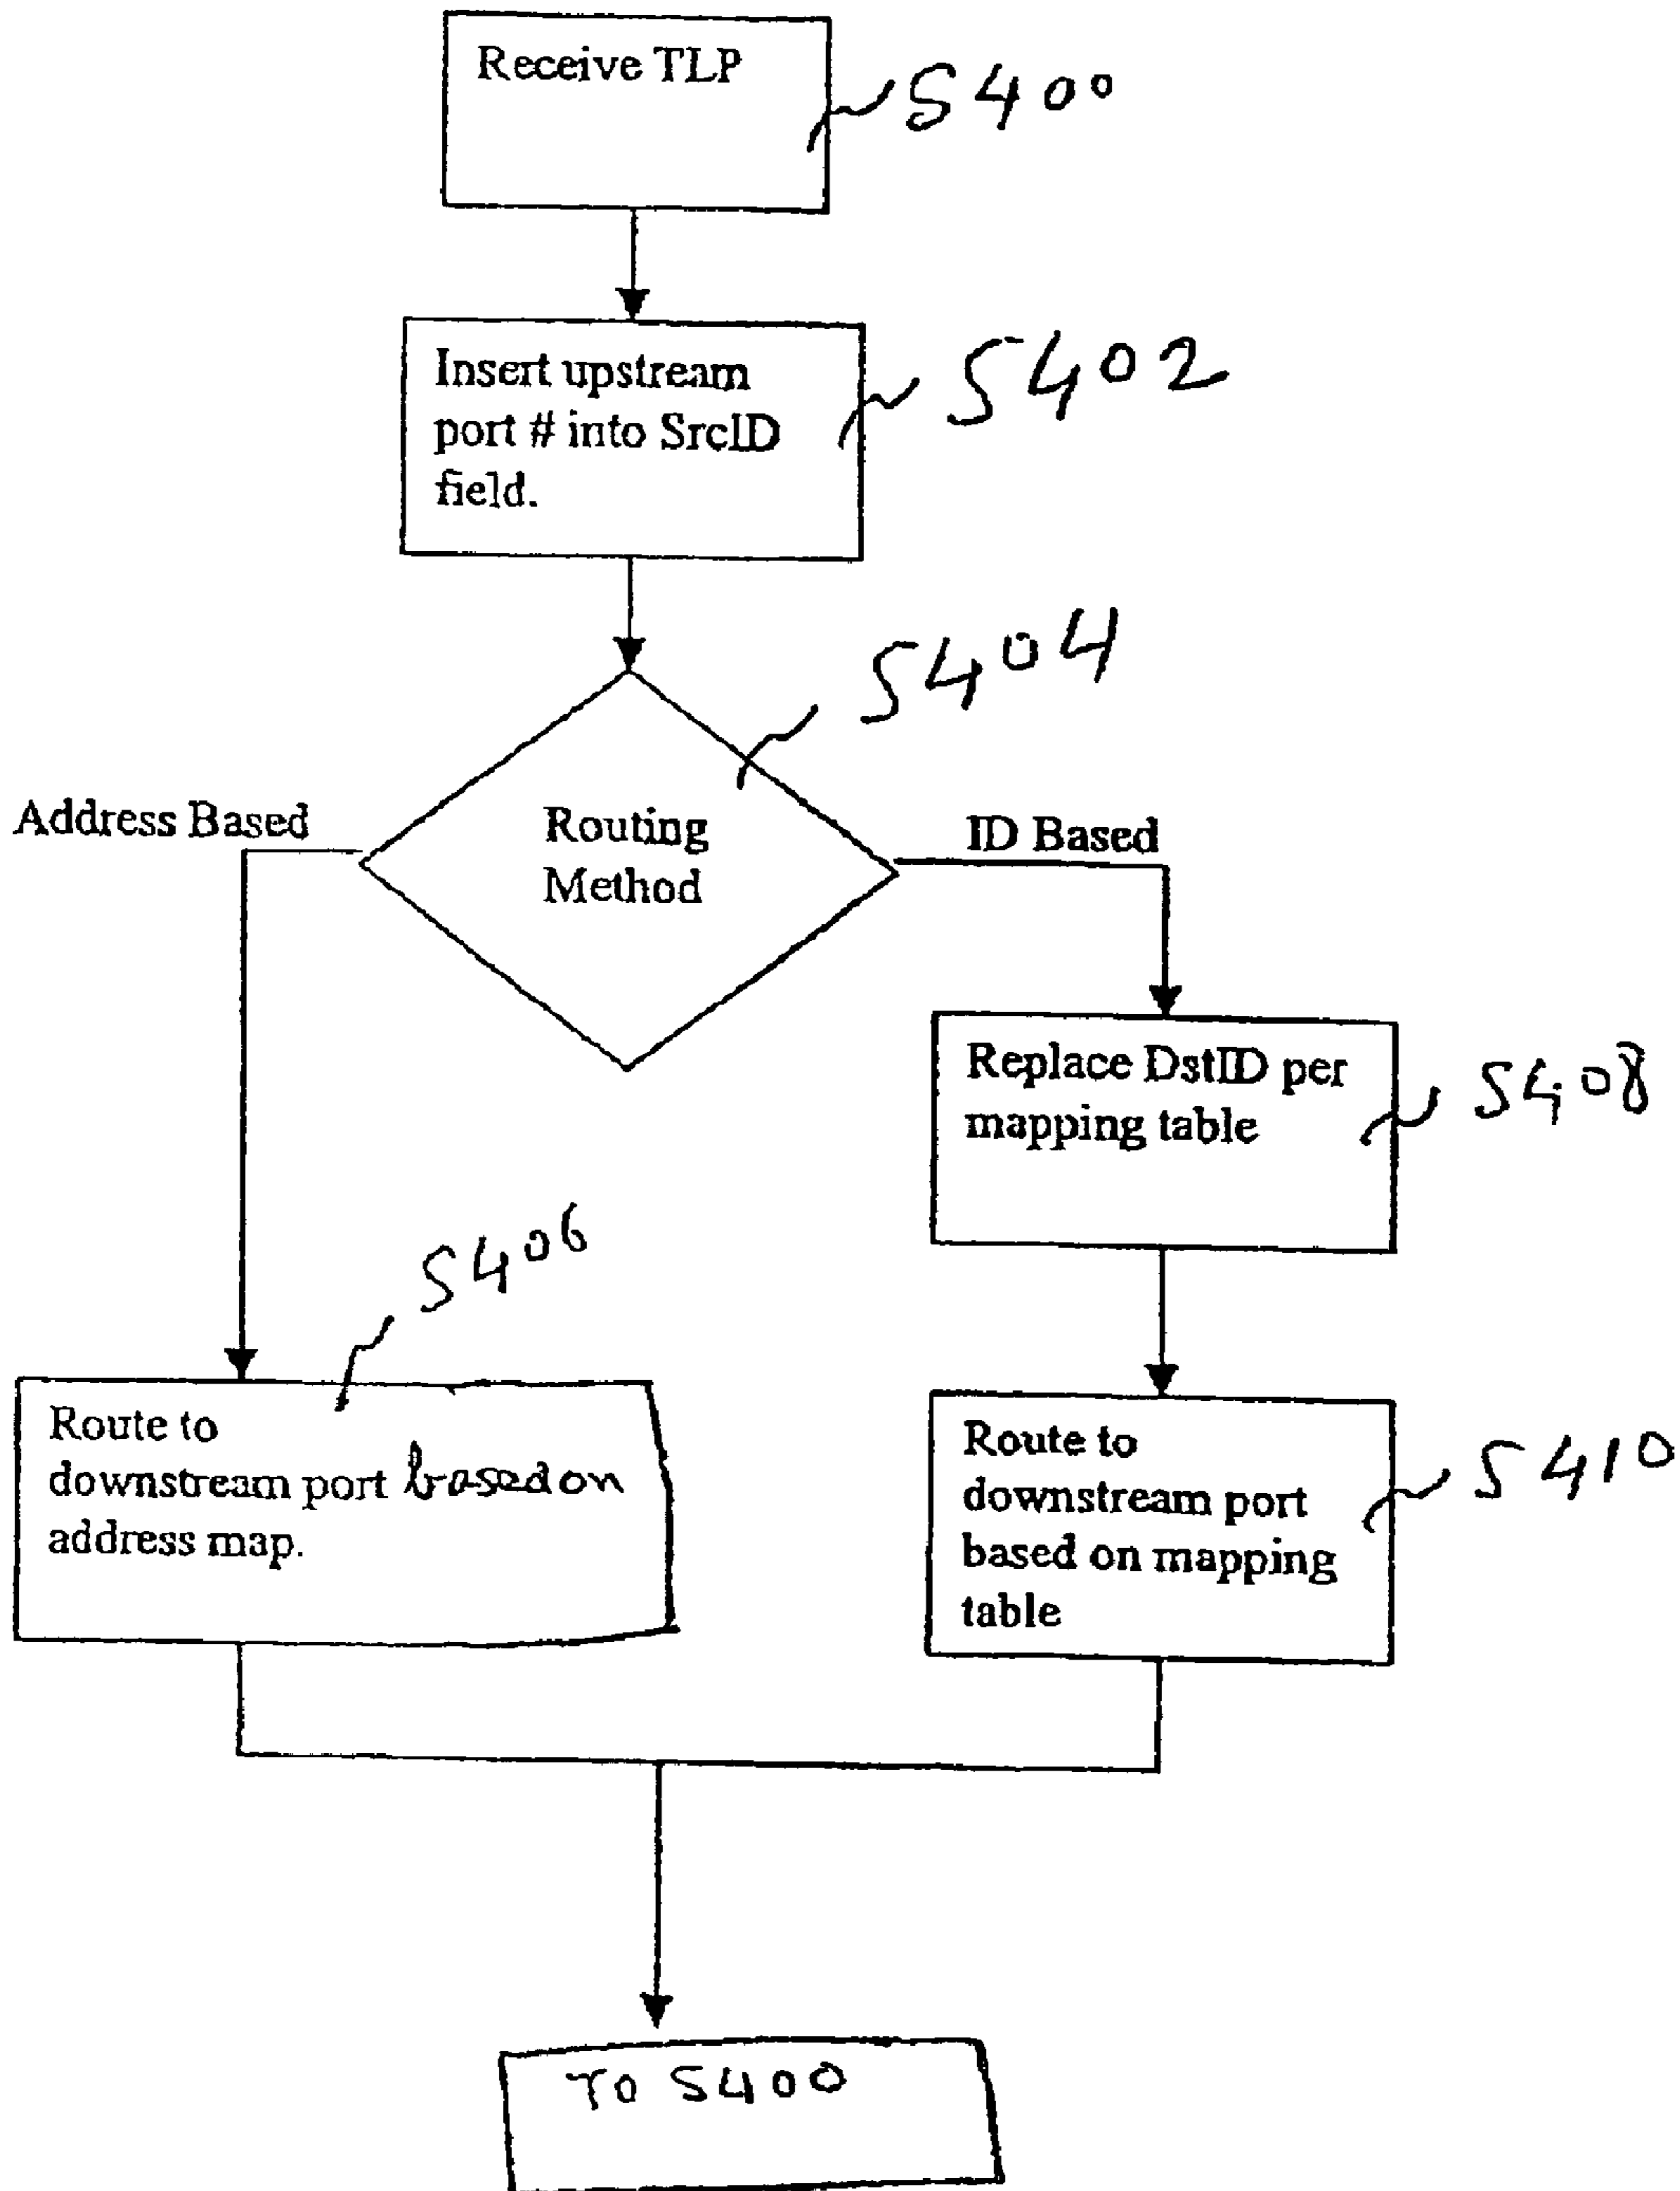 Receive TLP
S400
Insert upstream
port # into SrcID
field.
S402
S404
Address Based
Routing
Method
ID Based
Replace DstID per
mapping table
S408
S406
Route to
downstream port based on
address map.
Route to
downstream port
based on mapping
table
S410
TO S400